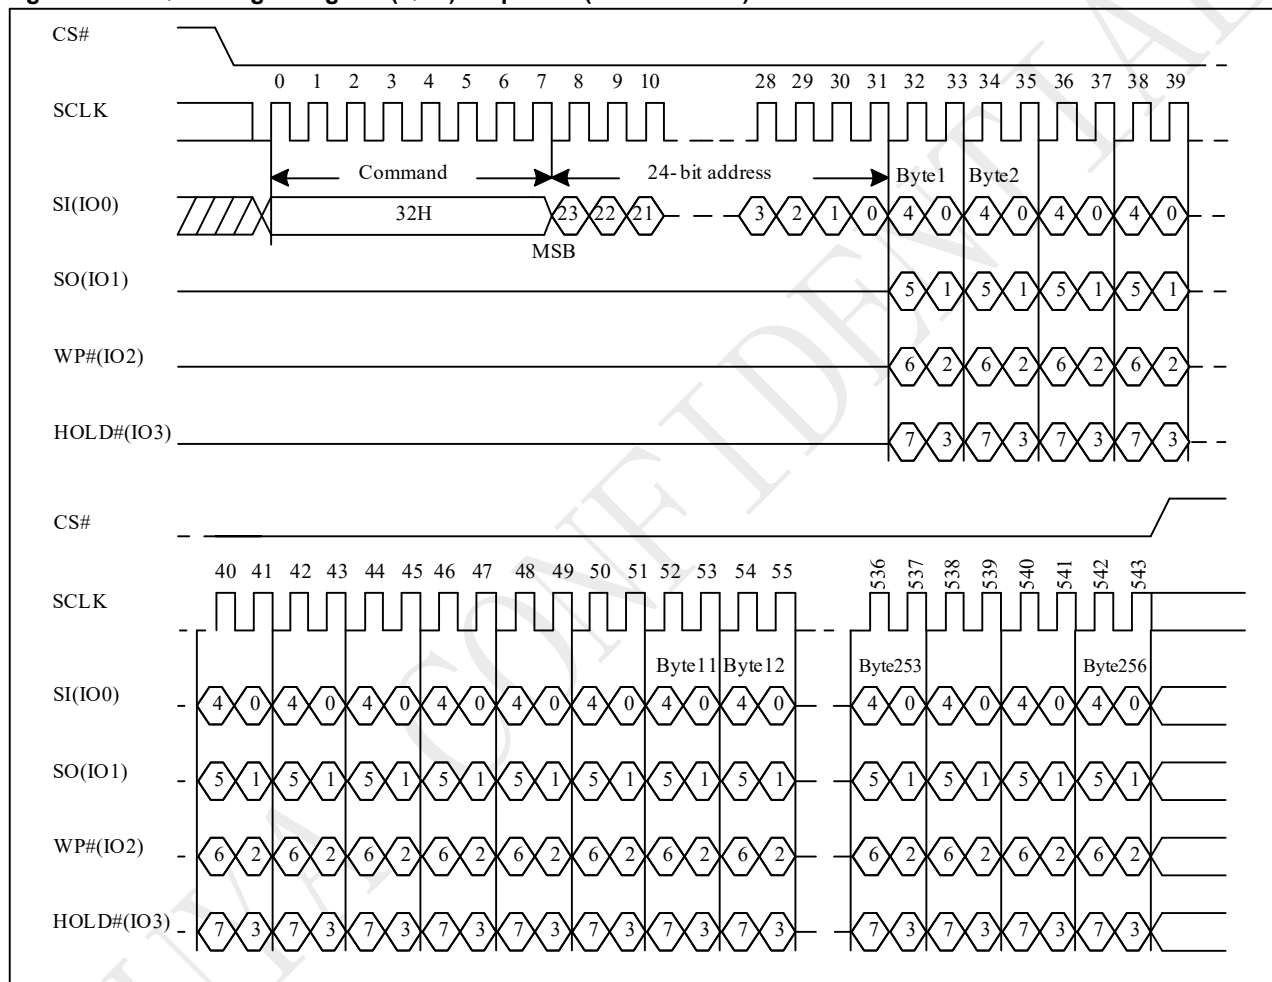 CS#
0 1 2 3 4 5 6 7 8 9 10 28 29 30 31 32 33 34 35 36 37 38 39
SCLK
Command 24-bit address Byte1 Byte2
SI(IO0) 32H 23 22 21 3 2 1 0 4 0 4 0 4 0 4 0
MSB
SO(IO1) 5 1 5 1 5 1 5 1
WP#(IO2) 6 2 6 2 6 2 6 2
HOLD#(IO3) 7 3 7 3 7 3 7 3
CS#
40 41 42 43 44 45 46 47 48 49 50 51 52 53 54 55 536 537 538 539 540 541 542 543
SCLK
Byte11 Byte12 Byte253 Byte256
SI(IO0) 4 0 4 0 4 0 4 0 4 0 4 0 4 0 4 0 4 0 4 0 4 0 4 0
SO(IO1) 5 1 5 1 5 1 5 1 5 1 5 1 5 1 5 1 5 1 5 1 5 1 5 1
WP#(IO2) 6 2 6 2 6 2 6 2 6 2 6 2 6 2 6 2 6 2 6 2 6 2 6 2
HOLD#(IO3) 7 3 7 3 7 3 7 3 7 3 7 3 7 3 7 3 7 3 7 3 7 3 7 3